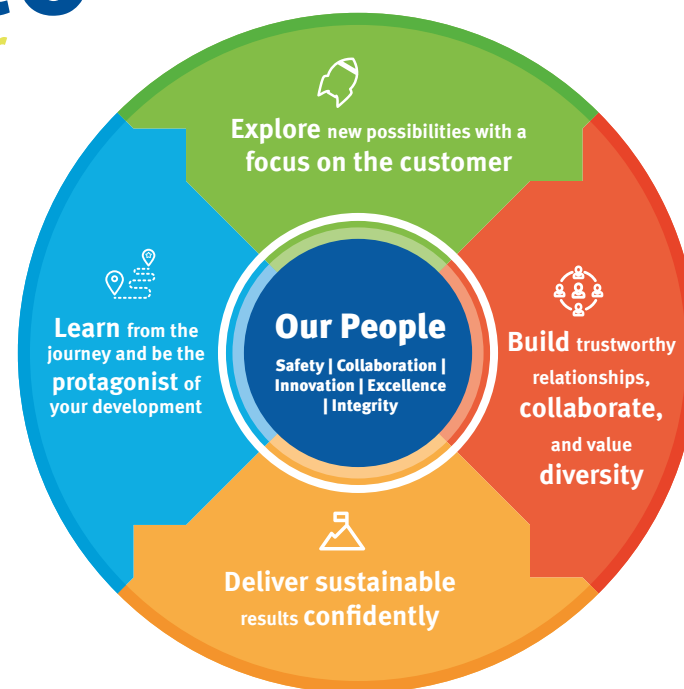 Explore new possibilities with a
focus on the customer
Learn from the
journey and be the
protagonist of
your development
Our People
Safety | Collaboration |
Innovation | Excellence
| Integrity
Build trustworthy
relationships,
collaborate,
and value
diversity
Deliver sustainable
results confidently